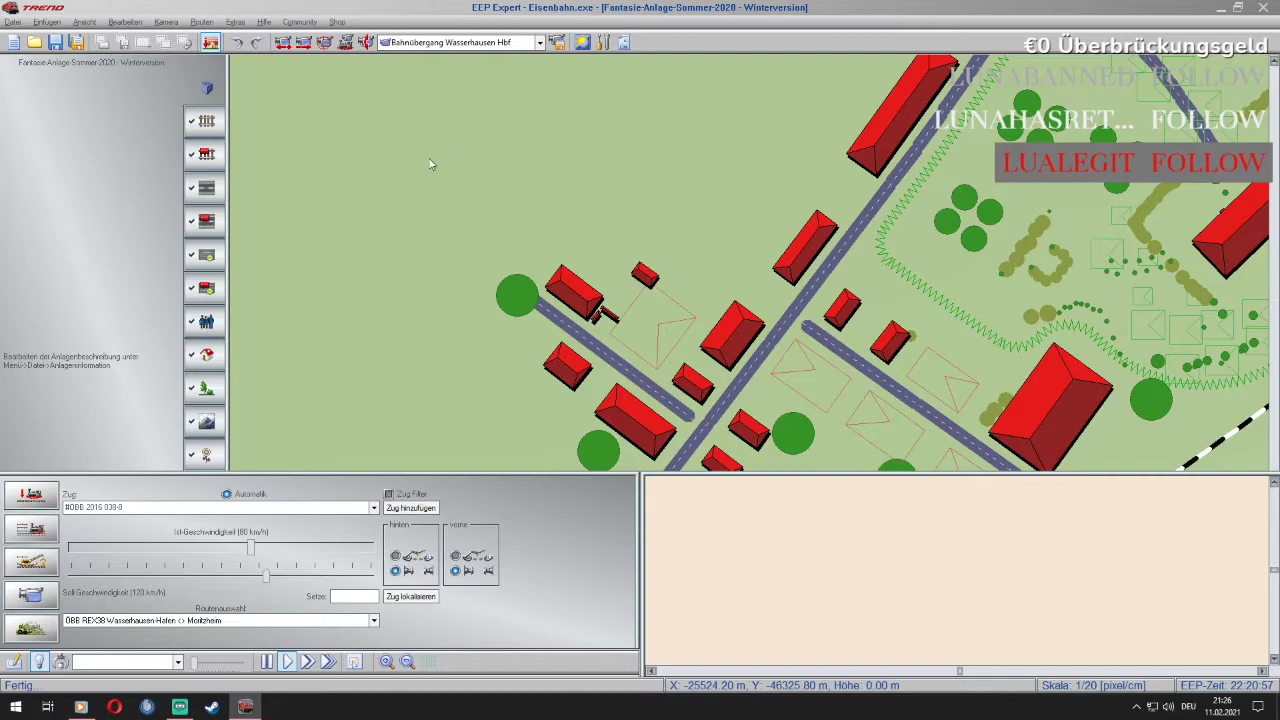 TREND
EEP Expert - Eisenbahn.exe - [Fantasie-Anlage-Sommer-2020 - Winterversion]
Datei Einfügen Ansicht Bearbeiten Kamera Routen Extras Hilfe Community Shop
Bahnübergang Wasserhausen Hbf
€0 Überbrückungsgeld
Fantasie-Anlage-Sommer-2020 - Winterversion
LUNABANNED FOLLOW
LUNAHASRET... FOLLOW
LUALEGIT FOLLOW
Bearbeiten der Anlagenbeschreibung unter
Menü->Datei->Anlageninformation
Zug: Automatik Zug Filter
#ÖBB 2016 038-8 Zug hinzufügen
hinten vorne
Ist-Geschwindigkeit (80 km/h)
Soll-Geschwindigkeit (120 km/h) Setze: Zug lokalisieren
Routenauswahl:
ÖBB REX38 Wasserhausen-Hafen <> Moritzheim
Fertig... X: -25524.20 m, Y: -46325.80 m, Höhe: 0.00 m Skala: 1/20 [pixel/cm] EEP-Zeit: 22:20:57
DEU 21:26
11.02.2021